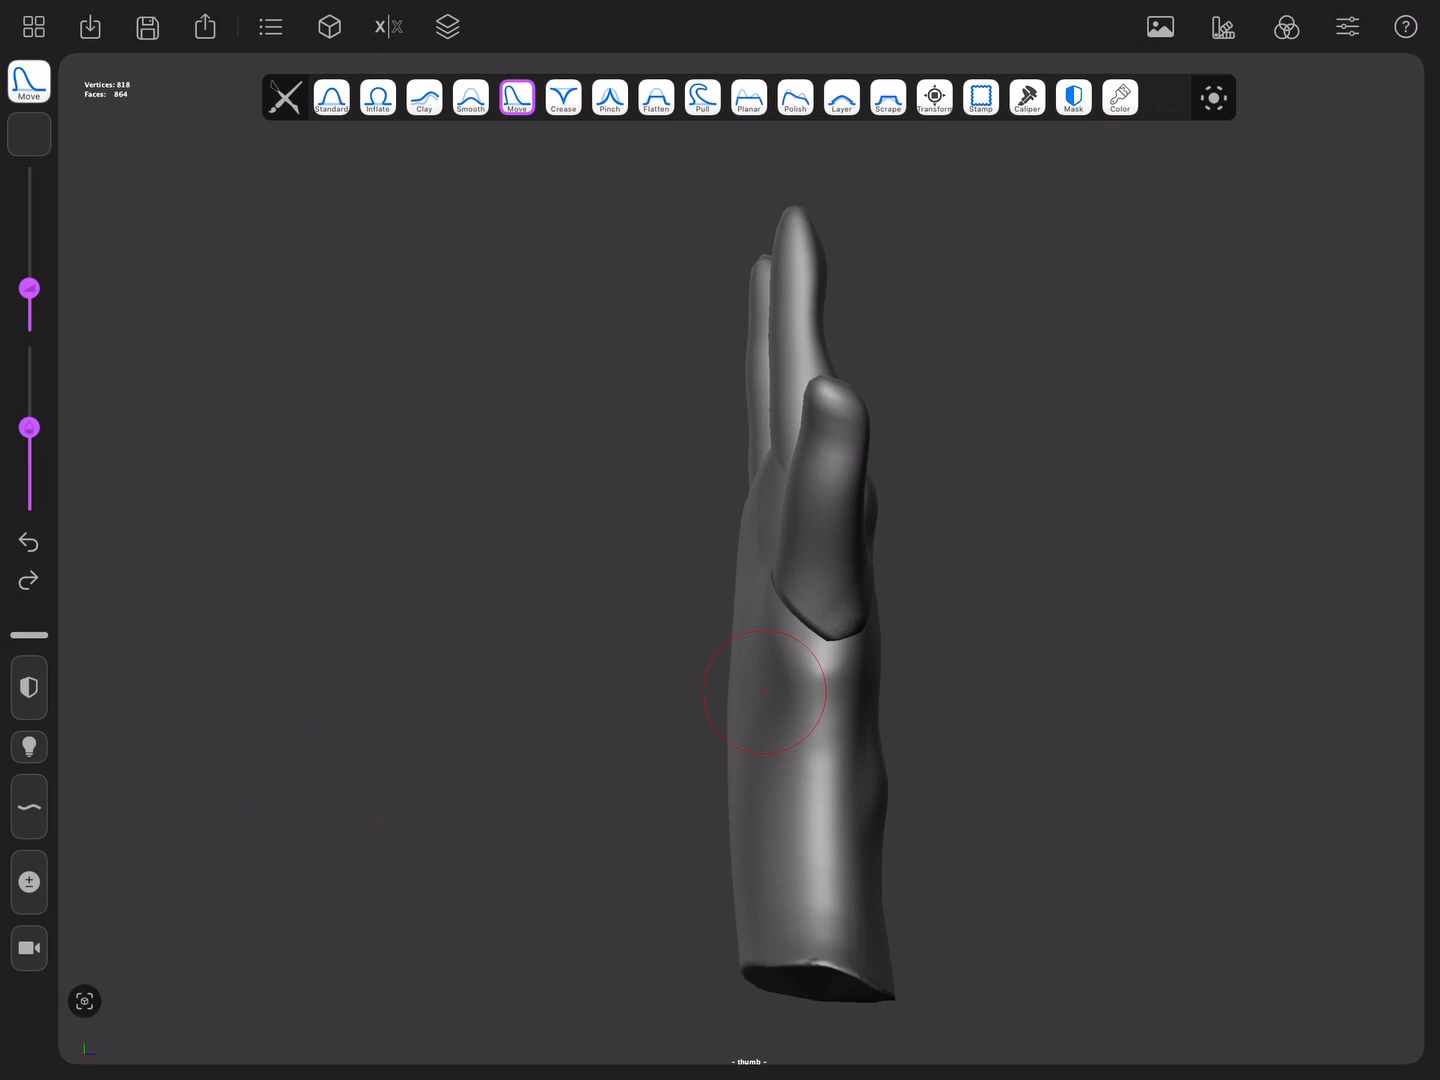 Move
Vertices: 818
Faces: 864
Standard
Inflate
Clay
Smooth
Move
Crease
Pinch
Flatten
Pull
Planar
Polish
Layer
Scrape
Transform
Stamp
Caliper
Mask
Color
X|X
- thumb -